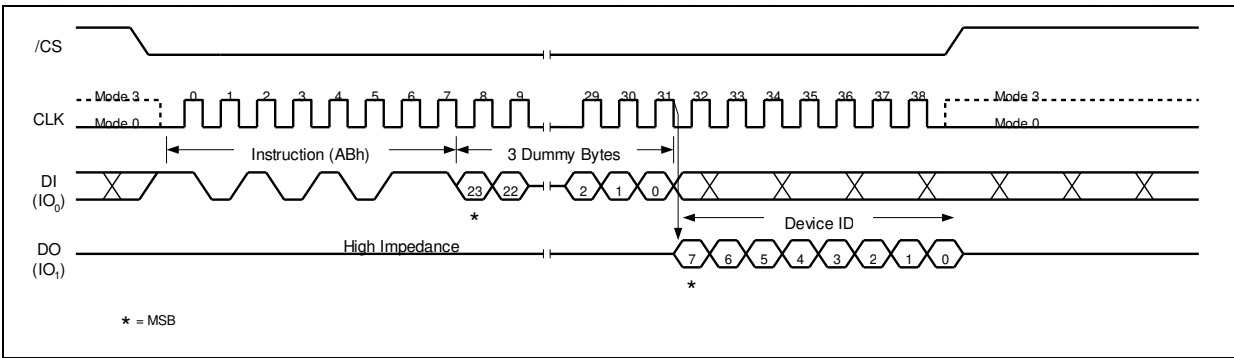 /CS
Mode 3 0 1 2 3 4 5 6 7 8 9 29 30 31 32 33 34 35 36 37 38 Mode 3
CLK
Mode 0 Mode 0
Instruction (ABh) 3 Dummy Bytes
DI
(IO0)
23 22 2 1 0
*
Device ID
High Impedance
DO
(IO1)
7 6 5 4 3 2 1 0
*
* = MSB